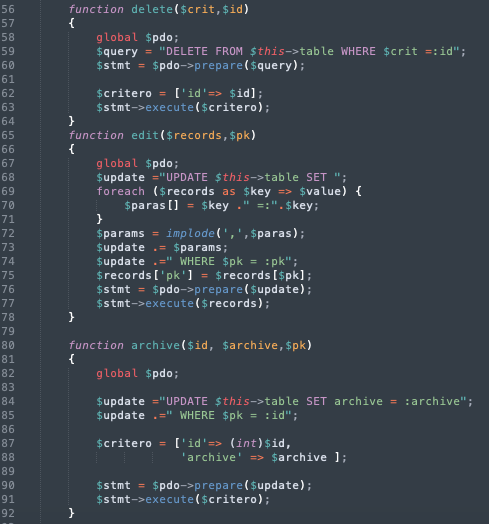 56 function delete($crit,$id)
57 {
58 global $pdo;
59 $query = "DELETE FROM $this->table WHERE $crit =:id";
60 $stmt = $pdo->prepare($query);
61
62 $critero = ['id'=> $id];
63 $stmt->execute($critero);
64 }
65 function edit($records,$pk)
66 {
67 global $pdo;
68 $update ="UPDATE $this->table SET ";
69 foreach ($records as $key => $value) {
70 $paras[] = $key ." =:".$key;
71 }
72 $params = implode(',',$paras);
73 $update .= $params;
74 $update .=" WHERE $pk = :pk";
75 $records['pk'] = $records[$pk];
76 $stmt = $pdo->prepare($update);
77 $stmt->execute($records);
78 }
79
80 function archive($id, $archive,$pk)
81 {
82 global $pdo;
83
84 $update ="UPDATE $this->table SET archive = :archive";
85 $update .=" WHERE $pk = :id";
86
87 $critero = ['id'=> (int)$id,
88 'archive' => $archive ];
89
90 $stmt = $pdo->prepare($update);
91 $stmt->execute($critero);
92 }